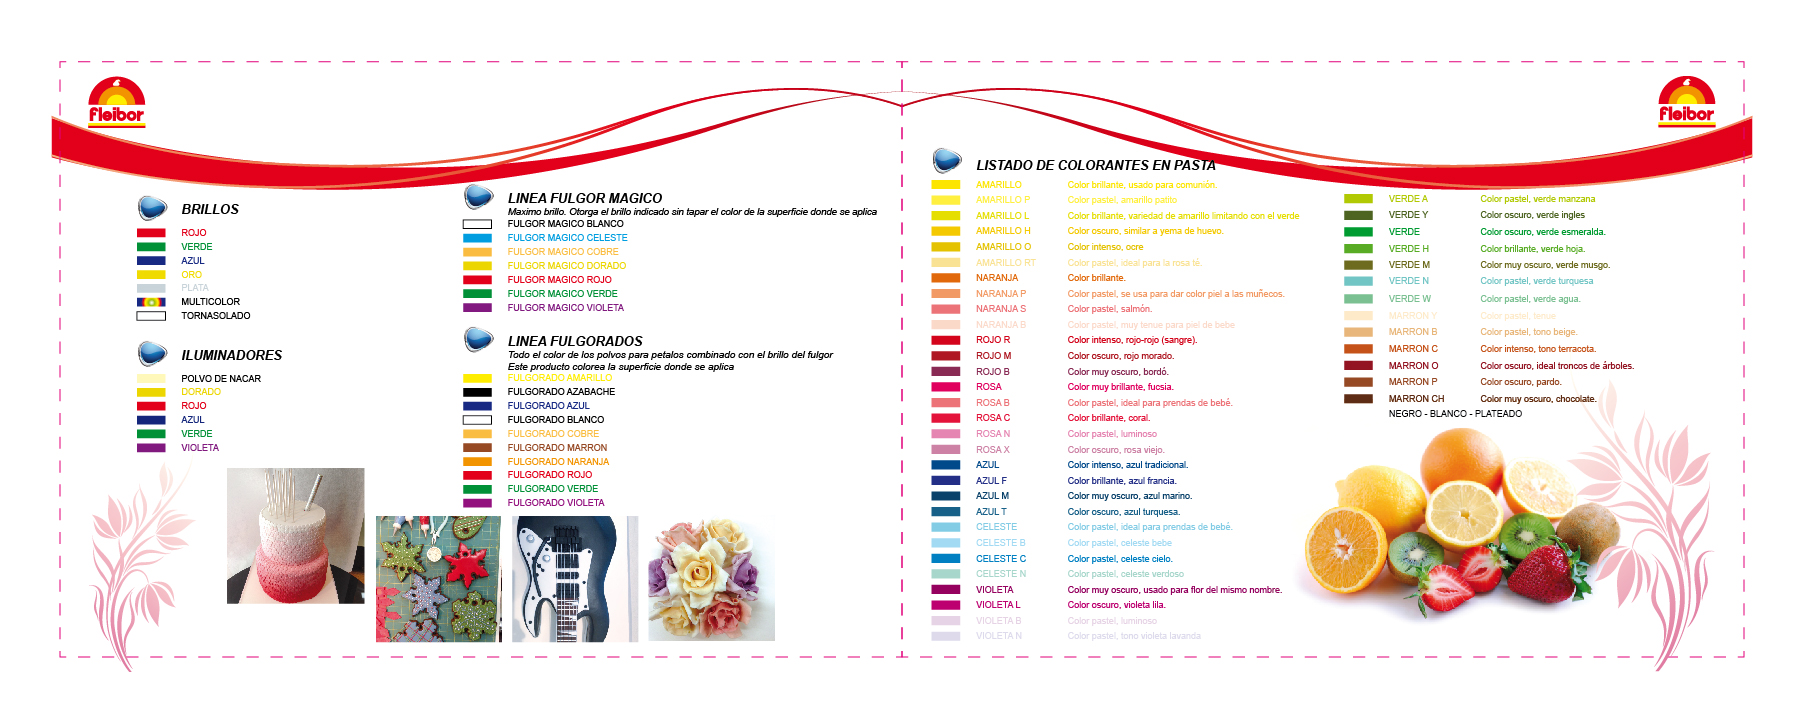 fleibor
BRILLOS
ROJO
VERDE
AZUL
ORO
PLATA
MULTICOLOR
TORNASOLADO
ILUMINADORES
POLVO DE NACAR
DORADO
ROJO
AZUL
VERDE
VIOLETA
LINEA FULGOR MAGICO
Maximo brillo. Otorga el brillo indicado sin tapar el color de la superficie donde se aplica
FULGOR MAGICO BLANCO
FULGOR MAGICO CELESTE
FULGOR MAGICO COBRE
FULGOR MAGICO DORADO
FULGOR MAGICO ROJO
FULGOR MAGICO VERDE
FULGOR MAGICO VIOLETA
LINEA FULGORADOS
Todo el color de los polvos para petalos combinado con el brillo del fulgor
Este producto colorea la superficie donde se aplica
FULGORADO AMARILLO
FULGORADO AZABACHE
FULGORADO AZUL
FULGORADO BLANCO
FULGORADO COBRE
FULGORADO MARRON
FULGORADO NARANJA
FULGORADO ROJO
FULGORADO VERDE
FULGORADO VIOLETA
fleibor
LISTADO DE COLORANTES EN PASTA
AMARILLO Color brillante, usado para comunión.
AMARILLO P Color pastel, amarillo patito
AMARILLO L Color brillante, variedad de amarillo limitando con el verde
AMARILLO H Color oscuro, similar a yema de huevo.
AMARILLO O Color intenso, ocre
AMARILLO RT Color pastel, ideal para la rosa té.
NARANJA Color brillante.
NARANJA P Color pastel, se usa para dar color piel a las muñecos.
NARANJA S Color pastel, salmón.
NARANJA B Color pastel, muy tenue para piel de bebe
ROJO R Color intenso, rojo-rojo (sangre).
ROJO M Color oscuro, rojo morado.
ROJO B Color muy oscuro, bordó.
ROSA Color muy brillante, fucsia.
ROSA B Color pastel, ideal para prendas de bebé.
ROSA C Color brillante, coral.
ROSA N Color pastel, luminoso
ROSA X Color oscuro, rosa viejo.
AZUL Color intenso, azul tradicional.
AZUL F Color brillante, azul francia.
AZUL M Color muy oscuro, azul marino.
AZUL T Color oscuro, azul turquesa.
CELESTE Color pastel, ideal para prendas de bebé.
CELESTE B Color pastel, celeste bebe
CELESTE C Color pastel, celeste cielo.
CELESTE N Color pastel, celeste verdoso
VIOLETA Color muy oscuro, usado para flor del mismo nombre.
VIOLETA L Color oscuro, violeta lila.
VIOLETA B Color pastel, luminoso
VIOLETA N Color pastel, tono violeta lavanda
VERDE A Color pastel, verde manzana
VERDE Y Color oscuro, verde ingles
VERDE Color oscuro, verde esmeralda.
VERDE H Color brillante, verde hoja.
VERDE M Color muy oscuro, verde musgo.
VERDE N Color pastel, verde turquesa
VERDE W Color pastel, verde agua.
MARRON Y Color pastel, tenue
MARRON B Color pastel, tono beige.
MARRON C Color intenso, tono terracota.
MARRON O Color oscuro, ideal troncos de árboles.
MARRON P Color oscuro, pardo.
MARRON CH Color muy oscuro, chocolate.
NEGRO - BLANCO - PLATEADO